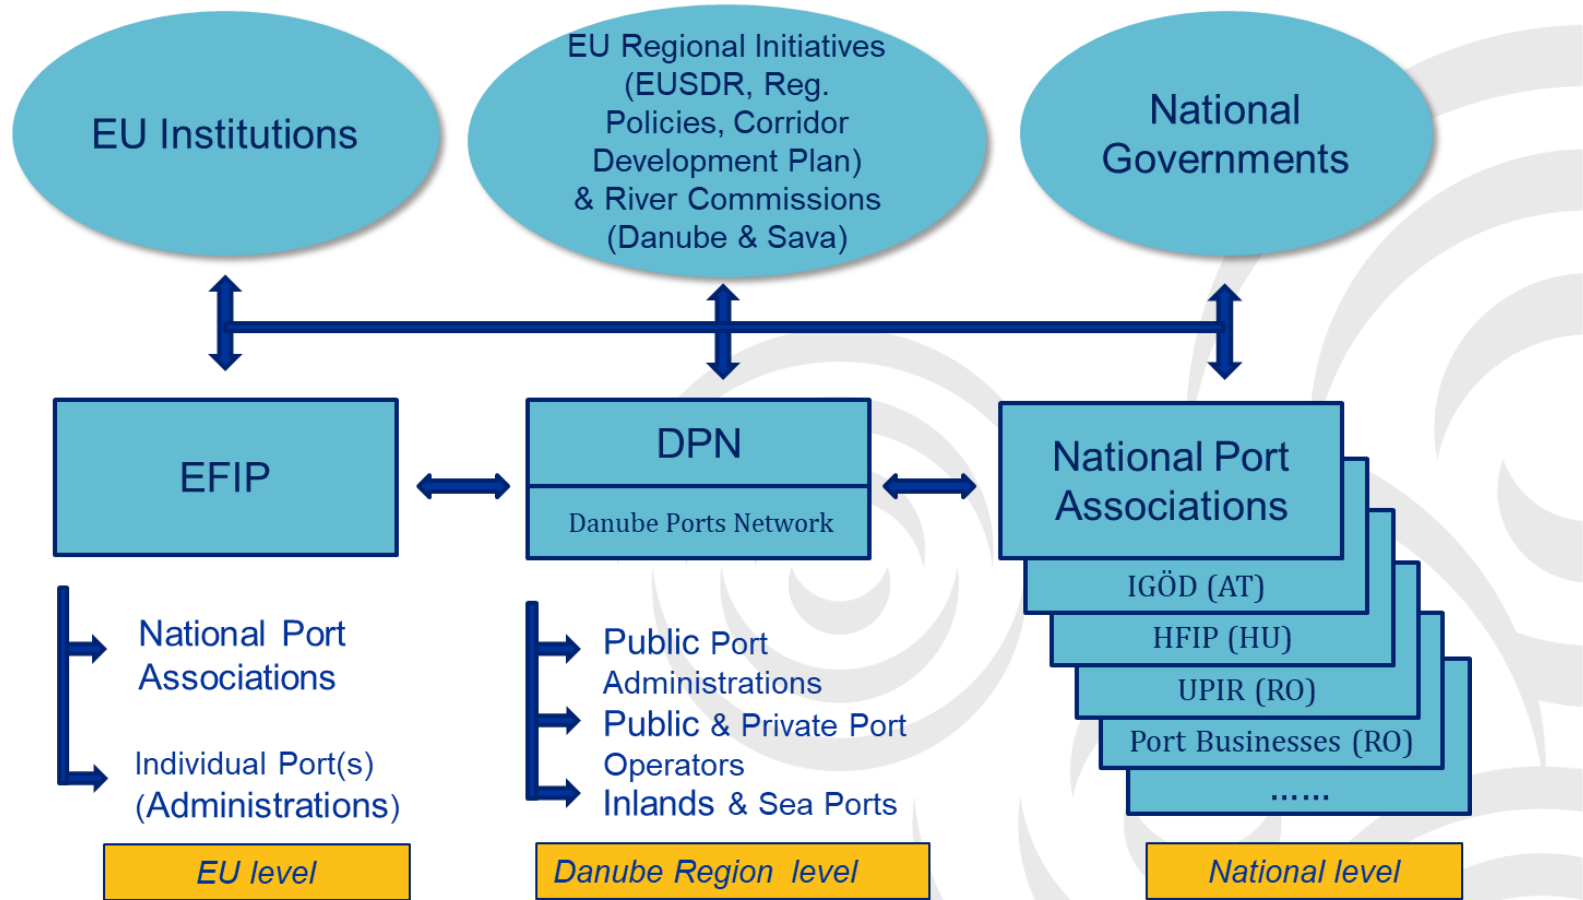 EU Institutions
EU Regional Initiatives
(EUSDR, Reg.
Policies, Corridor
Development Plan)
& River Commissions
(Danube & Sava)
National
Governments
EFIP
DPN
Danube Ports Network
National Port
Associations
IGÖD (AT)
HFIP (HU)
UPIR (RO)
Port Businesses (RO)
......
National Port
Associations
Individual Port(s)
(Administrations)
Public Port
Administrations
Public & Private Port
Operators
Inlands & Sea Ports
EU level
Danube Region level
National level